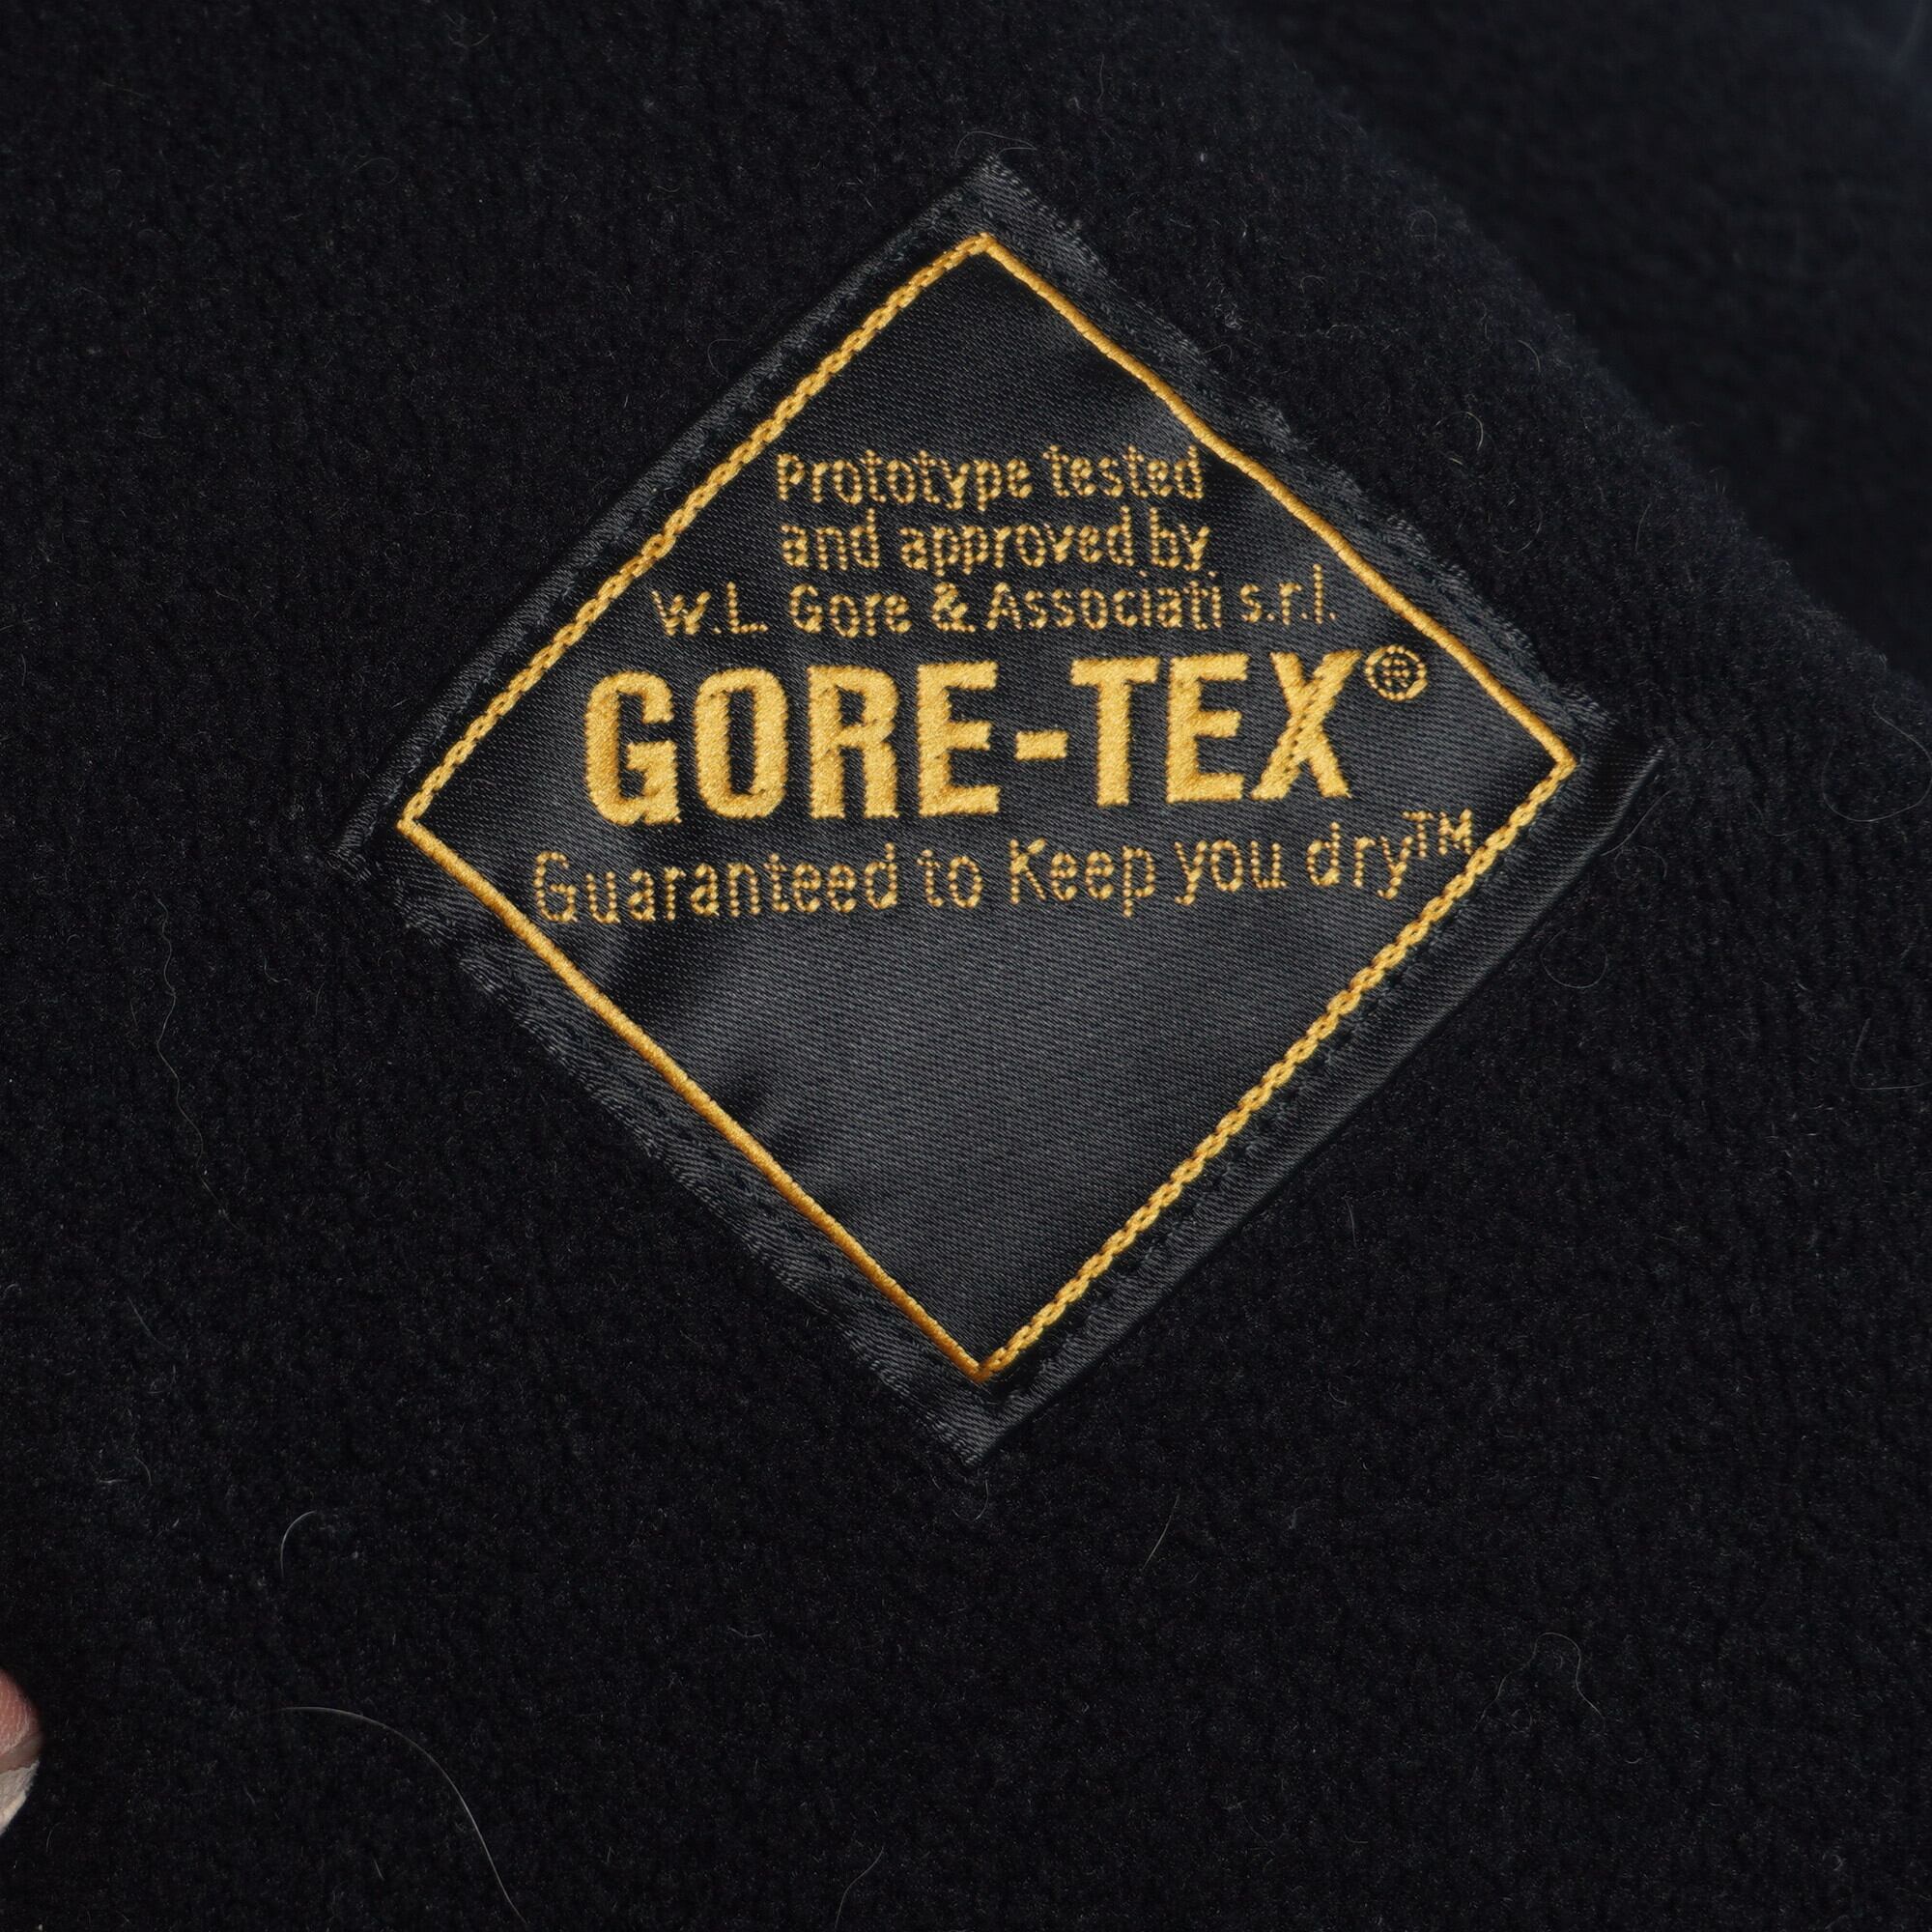 Prototype tested
and approved by
W.L. Gore & Associati s.r.l.
GORE-TEX®
Guaranteed to Keep you dry™